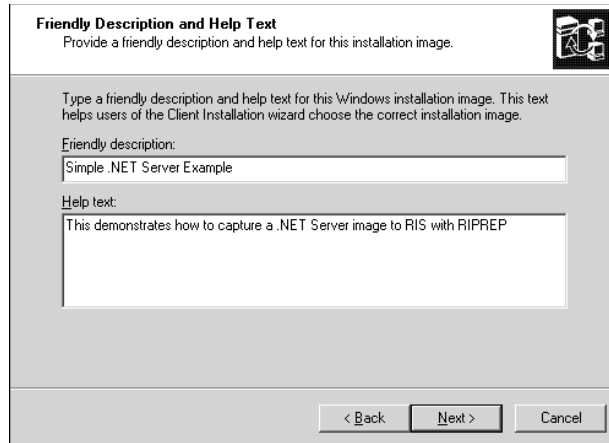 Friendly Description and Help Text
Provide a friendly description and help text for this installation image.
Type a friendly description and help text for this Windows installation image. This text
helps users of the Client Installation wizard choose the correct installation image.
Friendly description:
Simple .NET Server Example
Help text:
This demonstrates how to capture a .NET Server image to RIS with RIPREP
< Back Next > Cancel